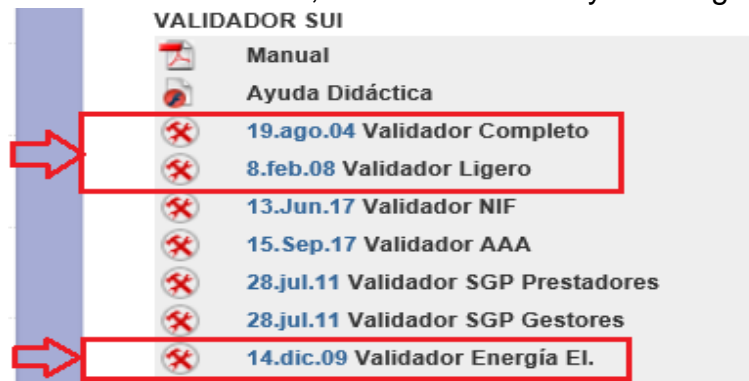 VALIDADOR SUI
Manual
Ayuda Didáctica
19.ago.04 Validador Completo
8.feb.08 Validador Ligero
13.Jun.17 Validador NIF
15.Sep.17 Validador AAA
28.jul.11 Validador SGP Prestadores
28.jul.11 Validador SGP Gestores
14.dic.09 Validador Energía El.